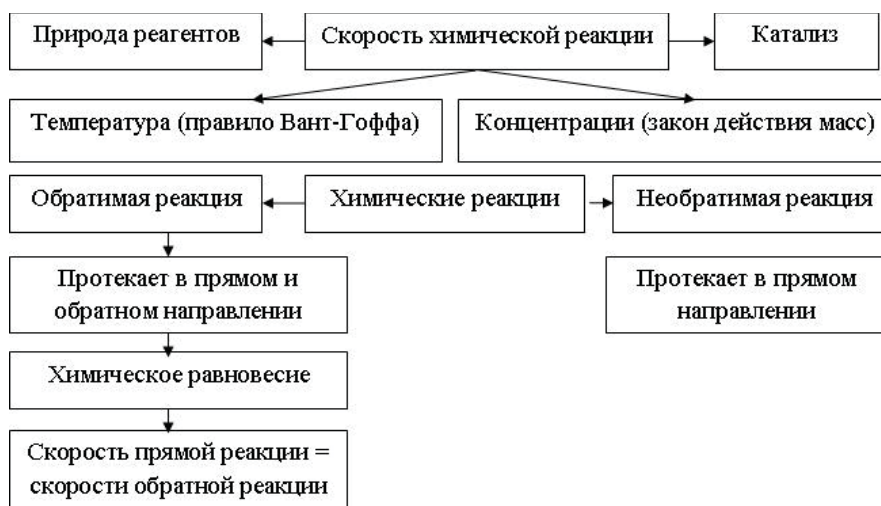 Природа реагентов
Скорость химической реакции
Катализ
Температура (правило Вант-Гоффа)
Концентрации (закон действия масс)
Обратимая реакция
Химические реакции
Необратимая реакция
Протекает в прямом и
обратном направлении
Протекает в прямом
направлении
Химическое равновесие
Скорость прямой реакции =
скорости обратной реакции